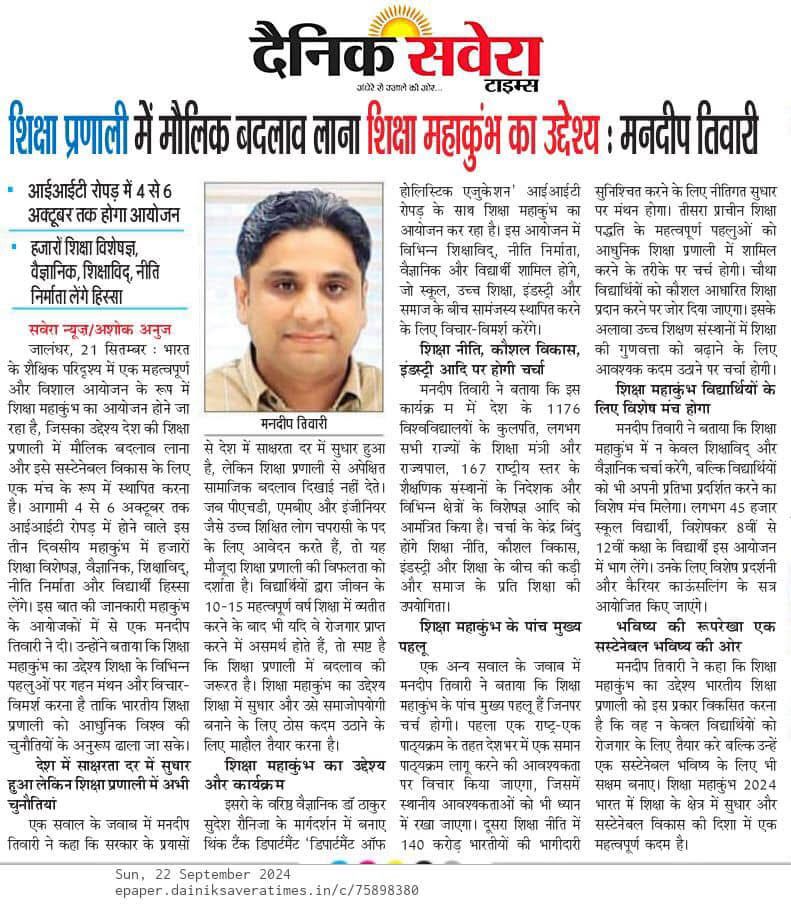 दैनिक सवेरा
टाइम्स
अंधेरे से उजाले की ओर...
शिक्षा प्रणाली में मौलिक बदलाव लाना शिक्षा महाकुंभ का उद्देश्य : मनदीप तिवारी
▪ आईआईटी रोपड़ में 4 से 6
अक्टूबर तक होगा आयोजन
▪ हजारों शिक्षा विशेषज्ञ,
वैज्ञानिक, शिक्षाविद्, नीति
निर्माता लेंगे हिस्सा
सवेरा न्यूज/अशोक अनुज
जालंधर, 21 सितम्बर : भारत
के शैक्षिक परिदृश्य में एक महत्वपूर्ण
और विशाल आयोजन के रूप में
शिक्षा महाकुंभ का आयोजन होने जा
रहा है, जिसका उद्देश्य देश की शिक्षा
प्रणाली में मौलिक बदलाव लाना
और इसे सस्टेनेबल विकास के लिए
एक मंच के रूप में स्थापित करना
है। आगामी 4 से 6 अक्टूबर तक
आईआईटी रोपड़ में होने वाले इस
तीन दिवसीय महाकुंभ में हजारों
शिक्षा विशेषज्ञ, वैज्ञानिक, शिक्षाविद्,
नीति निर्माता और विद्यार्थी हिस्सा
लेंगे। इस बात की जानकारी महाकुंभ
के आयोजकों में से एक मनदीप
तिवारी ने दी। उन्होंने बताया कि शिक्षा
महाकुंभ का उद्देश्य शिक्षा के विभिन्न
पहलुओं पर गहन मंथन और विचार-
विमर्श करना है ताकि भारतीय शिक्षा
प्रणाली को आधुनिक विश्व की
चुनौतियों के अनुरूप ढाला जा सके।
देश में साक्षरता दर में सुधार
हुआ लेकिन शिक्षा प्रणाली में अभी
चुनौतियां
एक सवाल के जवाब में मनदीप
तिवारी ने कहा कि सरकार के प्रयासों
मनदीप तिवारी
से देश में साक्षरता दर में सुधार हुआ
है, लेकिन शिक्षा प्रणाली से अपेक्षित
सामाजिक बदलाव दिखाई नहीं देते।
जब पीएचडी, एमबीए और इंजीनियर
जैसे उच्च शिक्षित लोग चपरासी के पद
के लिए आवेदन करते हैं, तो यह
मौजूदा शिक्षा प्रणाली की विफलता को
दर्शाता है। विद्यार्थियों द्वारा जीवन के
10-15 महत्वपूर्ण वर्ष शिक्षा में व्यतीत
करने के बाद भी यदि वे रोजगार प्राप्त
करने में असमर्थ होते हैं, तो स्पष्ट है
कि शिक्षा प्रणाली में बदलाव की
जरूरत है। शिक्षा महाकुंभ का उद्देश्य
शिक्षा में सुधार और उसे समाजोपयोगी
बनाने के लिए ठोस कदम उठाने के
लिए माहौल तैयार करना है।
शिक्षा महाकुंभ का उद्देश्य
और कार्यक्रम
इसरो के वरिष्ठ वैज्ञानिक डॉ ठाकुर
सुदेश रौनिजा के मार्गदर्शन में बनाए
थिंक टैंक डिपार्टमैंट 'डिपार्टमैंट ऑफ
होलिस्टिक एजुकेशन' आईआईटी
रोपड़ के साथ शिक्षा महाकुंभ का
आयोजन कर रहा है। इस आयोजन में
विभिन्न शिक्षाविद्, नीति निर्माता,
वैज्ञानिक और विद्यार्थी शामिल होंगे,
जो स्कूल, उच्च शिक्षा, इंडस्ट्री और
समाज के बीच सामंजस्य स्थापित करने
के लिए विचार-विमर्श करेंगे।
शिक्षा नीति, कौशल विकास,
इंडस्ट्री आदि पर होगी चर्चा
मनदीप तिवारी ने बताया कि इस
कार्यक्र म में देश के 1176
विश्वविद्यालयों के कुलपति, लगभग
सभी राज्यों के शिक्षा मंत्री और
राज्यपाल, 167 राष्ट्रीय स्तर के
शैक्षणिक संस्थानों के निदेशक और
विभिन्न क्षेत्रों के विशेषज्ञ आदि को
आमंत्रित किया है। चर्चा के केंद्र बिंदु
होंगे शिक्षा नीति, कौशल विकास,
इंडस्ट्री और शिक्षा के बीच की कड़ी
और समाज के प्रति शिक्षा की
उपयोगिता।
शिक्षा महाकुंभ के पांच मुख्य
पहलू
एक अन्य सवाल के जवाब में
मनदीप तिवारी ने बताया कि शिक्षा
महाकुंभ के पांच मुख्य पहलू हैं जिनपर
चर्चा होगी। पहला एक राष्ट्र-एक
पाठ्यक्रम के तहत देशभर में एक समान
पाठ्यक्रम लागू करने की आवश्यकता
पर विचार किया जाएगा, जिसमें
स्थानीय आवश्यकताओं को भी ध्यान
में रखा जाएगा। दूसरा शिक्षा नीति में
140 करोड़ भारतीयों की भागीदारी
सुनिश्चित करने के लिए नीतिगत सुधार
पर मंथन होगा। तीसरा प्राचीन शिक्षा
पद्धति के महत्वपूर्ण पहलुओं को
आधुनिक शिक्षा प्रणाली में शामिल
करने के तरीके पर चर्चा होगी। चौथा
विद्यार्थियों को कौशल आधारित शिक्षा
प्रदान करने पर जोर दिया जाएगा। इसके
अलावा उच्च शिक्षण संस्थानों में शिक्षा
की गुणवत्ता को बढ़ाने के लिए
आवश्यक कदम उठाने पर चर्चा होगी।
शिक्षा महाकुंभ विद्यार्थियों के
लिए विशेष मंच होगा
मनदीप तिवारी ने बताया कि शिक्षा
महाकुंभ में न केवल शिक्षाविद् और
वैज्ञानिक चर्चा करेंगे, बल्कि विद्यार्थियों
को भी अपनी प्रतिभा प्रदर्शित करने का
विशेष मंच मिलेगा। लगभग 45 हजार
स्कूल विद्यार्थी, विशेषकर 8वीं से
12वीं कक्षा के विद्यार्थी इस आयोजन
में भाग लेंगे। उनके लिए विशेष प्रदर्शनी
और कैरियर काऊंसलिंग के सत्र
आयोजित किए जाएंगे।
भविष्य की रूपरेखा एक
सस्टेनेबल भविष्य की ओर
मनदीप तिवारी ने कहा कि शिक्षा
महाकुंभ का उद्देश्य भारतीय शिक्षा
प्रणाली को इस प्रकार विकसित करना
है कि वह न केवल विद्यार्थियों को
रोजगार के लिए तैयार करे बल्कि उन्हें
एक सस्टेनेबल भविष्य के लिए भी
सक्षम बनाए। शिक्षा महाकुंभ 2024
भारत में शिक्षा के क्षेत्र में सुधार और
सस्टेनेबल विकास की दिशा में एक
महत्वपूर्ण कदम है।
Sun, 22 September 2024
epaper.dainiksaveratimes.in/c/75898380